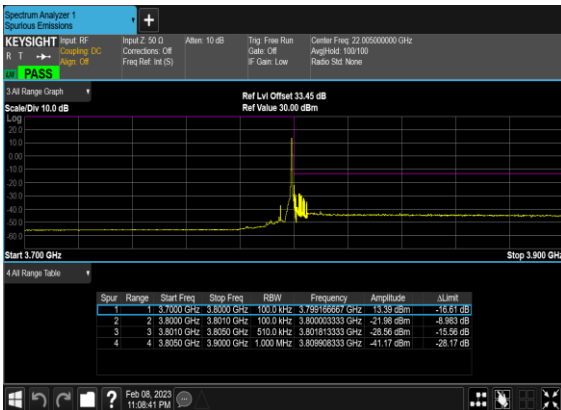 Spectrum Analyzer 1
Spurious Emissions
+
KEYSIGHT
R T
LXI PASS
Input: RF
Coupling: DC
Align: Off
Input Z: 50 Ω
Corrections: Off
Freq Ref: Int (S)
Atten: 10 dB
Trig: Free Run
Gate: Off
IF Gain: Low
Center Freq: 22.005000000 GHz
Avg|Hold: 100/100
Radio Std: None
3 All Range Graph
Scale/Div 10.0 dB
Ref Lvl Offset 33.45 dB
Ref Value 30.00 dBm
Log
20.0
10.0
0.00
-10.0
-20.0
-30.0
-40.0
-50.0
-60.0
Start 3.700 GHz
Stop 3.900 GHz
4 All Range Table
Spur Range Start Freq Stop Freq RBW Frequency Amplitude ΔLimit
1 1 3.7000 GHz 3.8000 GHz 100.0 kHz 3.799166667 GHz 13.39 dBm -16.61 dB
2 2 3.8000 GHz 3.8010 GHz 100.0 kHz 3.800003333 GHz -21.98 dBm -8.983 dB
3 3 3.8010 GHz 3.8050 GHz 510.0 kHz 3.801813333 GHz -28.56 dBm -15.56 dB
4 4 3.8050 GHz 3.9000 GHz 1.000 MHz 3.809908333 GHz -41.17 dBm -28.17 dB
?
Feb 08, 2023
11:08:41 PM